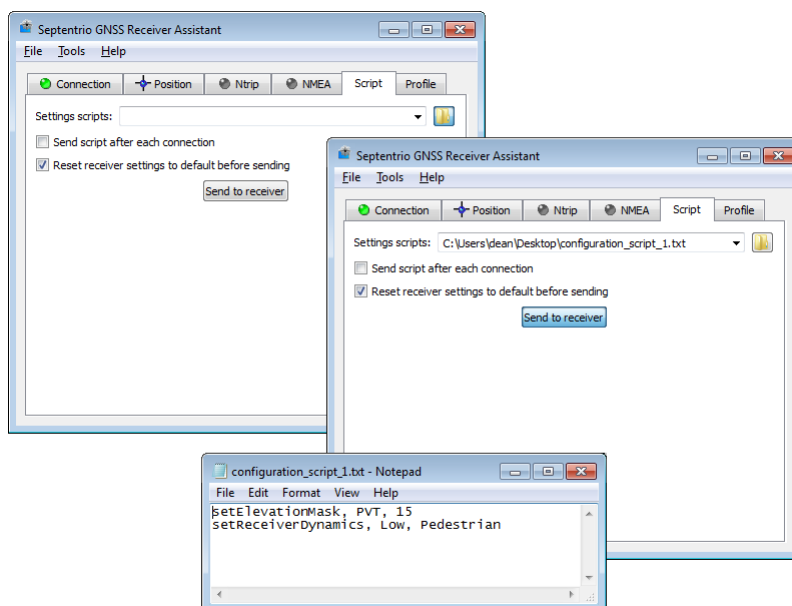 Septentrio GNSS Receiver Assistant
File Tools Help
Connection Position Ntrip NMEA Script Profile
Settings scripts:
Send script after each connection
Reset receiver settings to default before sending
Send to receiver
Septentrio GNSS Receiver Assistant
File Tools Help
Connection Position Ntrip NMEA Script Profile
Settings scripts: C:\Users\dean\Desktop\configuration_script_1.txt
Send script after each connection
Reset receiver settings to default before sending
Send to receiver
configuration_script_1.txt - Notepad
File Edit Format View Help
setElevationMask, PVT, 15
setReceiverDynamics, Low, Pedestrian